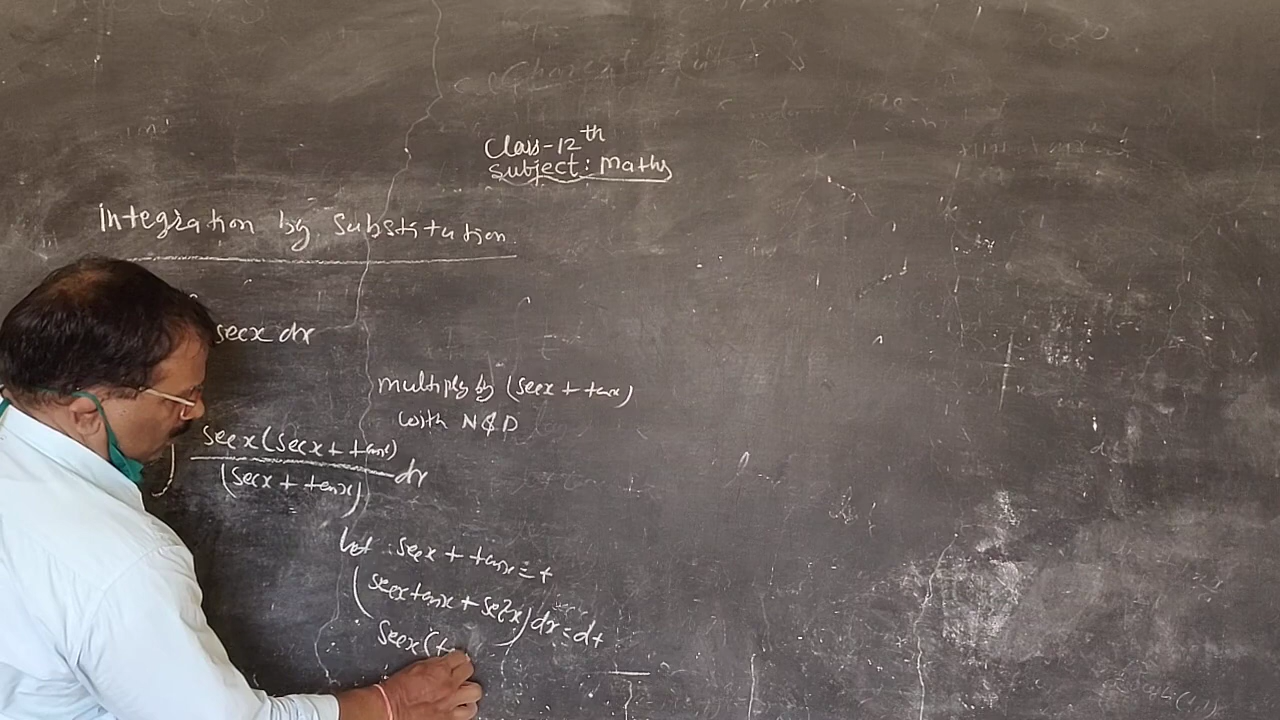 Class-12th
Subject: Maths
Integration by Substitution
secx dx
multiply by (secx + tanx)
with N & D
secx(secx + tanx)
(secx + tanx) dx
Let : secx + tanx = t
(secx tanx + sec²x) dx = dt
secx(t